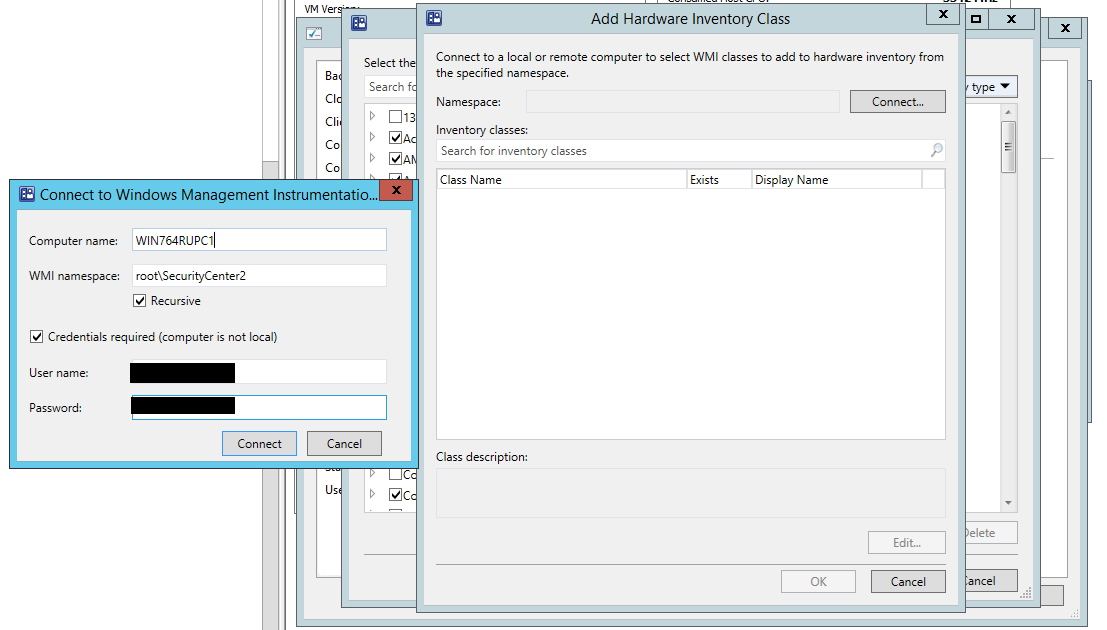 VM Version:
Add Hardware Inventory Class
Select the
Search fo
Connect to a local or remote computer to select WMI classes to add to hardware inventory from
the specified namespace.
Namespace:
Connect...
type
Inventory classes:
Search for inventory classes
Class Name
Exists
Display Name
13
Ac
AM
Bac
Clo
Clie
Co
Co
Connect to Windows Management Instrumentatio...
Computer name:
WIN764RUPC1
WMI namespace:
root\SecurityCenter2
Recursive
Credentials required (computer is not local)
User name:
Password:
Connect
Cancel
Use
Co
Co
Class description:
Edit...
Delete
OK
Cancel
Cancel